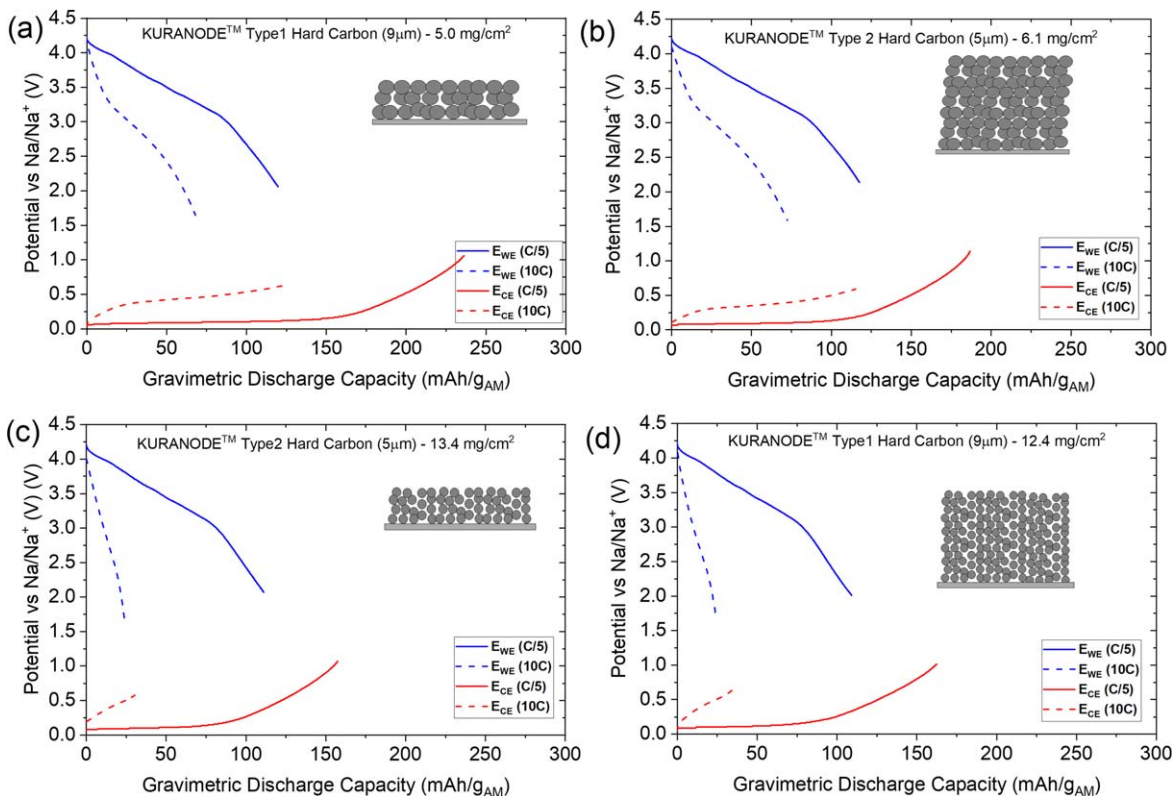 (a)
KURANODE™ Type1 Hard Carbon (9μm) - 5.0 mg/cm²
Potential vs Na/Na⁺ (V)
4.5
4.0
3.5
3.0
2.5
2.0
1.5
1.0
0.5
0.0
E_WE (C/5)
E_WE (10C)
E_CE (C/5)
E_CE (10C)
0 50 100 150 200 250 300
Gravimetric Discharge Capacity (mAh/g_AM)
(b)
KURANODE™ Type 2 Hard Carbon (5μm) - 6.1 mg/cm²
Potential vs Na/Na⁺ (V)
4.5
4.0
3.5
3.0
2.5
2.0
1.5
1.0
0.5
0.0
E_WE (C/5)
E_WE (10C)
E_CE (C/5)
E_CE (10C)
0 50 100 150 200 250 300
Gravimetric Discharge Capacity (mAh/g_AM)
(c)
KURANODE™ Type2 Hard Carbon (5μm) - 13.4 mg/cm²
Potential vs Na/Na⁺ (V) (V)
4.5
4.0
3.5
3.0
2.5
2.0
1.5
1.0
0.5
0.0
E_WE (C/5)
E_WE (10C)
E_CE (C/5)
E_CE (10C)
0 50 100 150 200 250 300
Gravimetric Discharge Capacity (mAh/g_AM)
(d)
KURANODE™ Type1 Hard Carbon (9μm) - 12.4 mg/cm²
Potential vs Na/Na⁺ (V)
4.5
4.0
3.5
3.0
2.5
2.0
1.5
1.0
0.5
0.0
E_WE (C/5)
E_WE (10C)
E_CE (C/5)
E_CE (10C)
0 50 100 150 200 250 300
Gravimetric Discharge Capacity (mAh/g_AM)